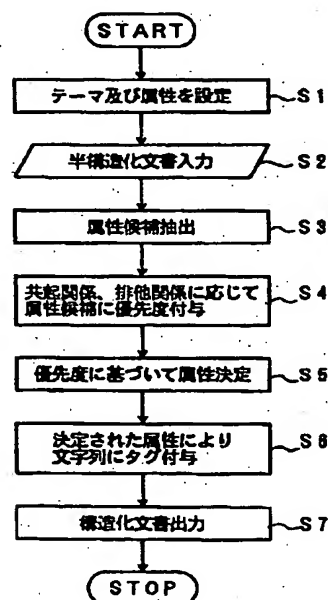 START
テーマ及び属性を設定
S1
半構造化文書入力
S2
属性候補抽出
S3
共起関係、排他関係に応じて
属性候補に優先度付与
S4
優先度に基づいて属性決定
S5
決定された属性により
文字列にタグ付与
S6
構造化文書出力
S7
STOP